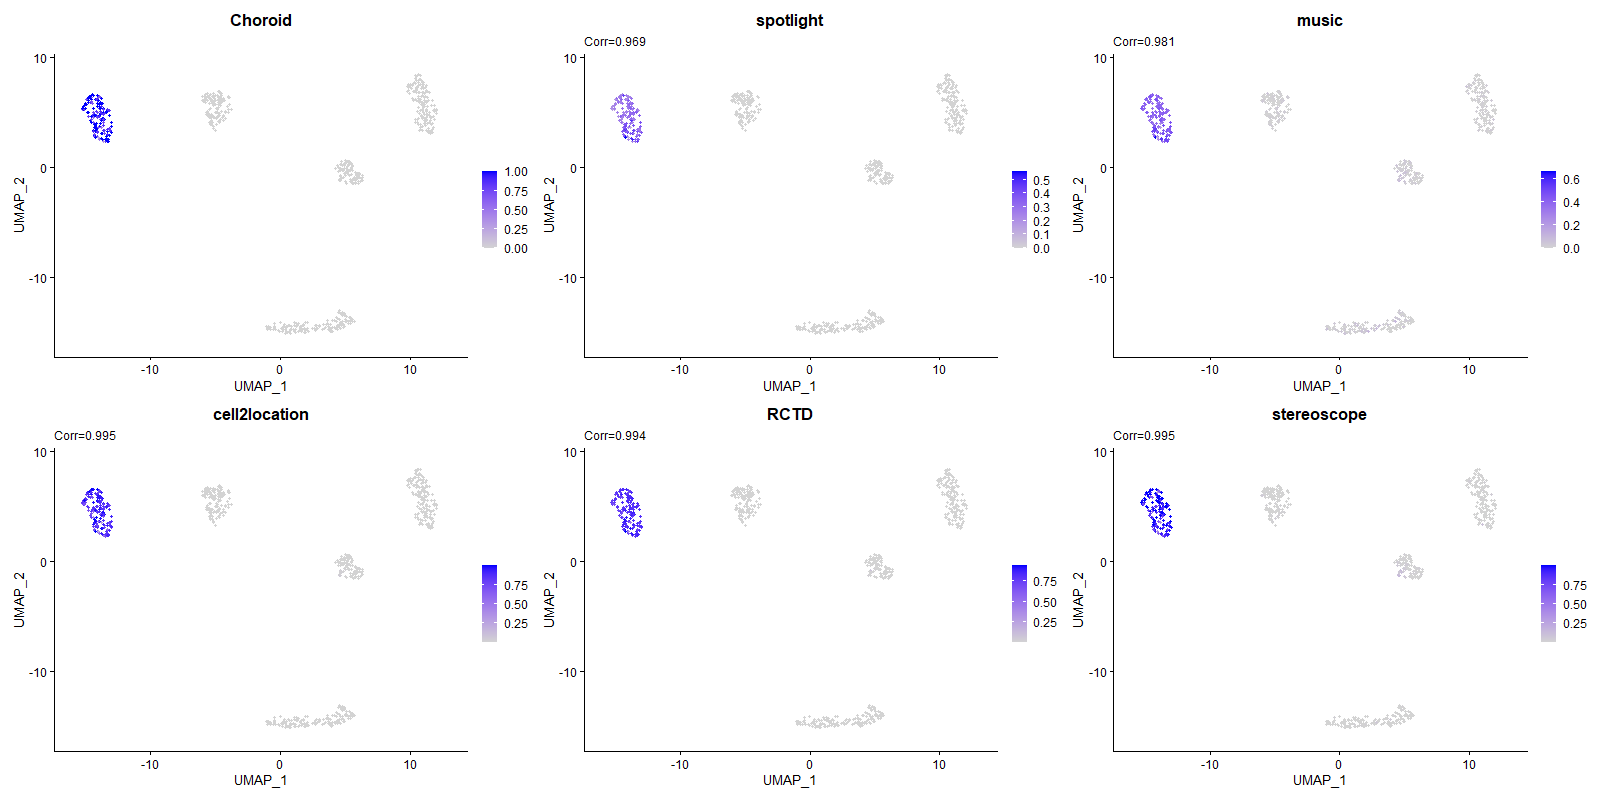 Choroid
10
0
-10
-10
0
10
UMAP_1
UMAP_2
1.00
0.75
0.50
0.25
0.00
spotlight
Corr=0.969
10
0
-10
-10
0
10
UMAP_1
UMAP_2
0.5
0.4
0.3
0.2
0.1
0.0
music
Corr=0.981
10
0
-10
-10
0
10
UMAP_1
UMAP_2
0.6
0.4
0.2
0.0
cell2location
Corr=0.995
10
0
-10
-10
0
10
UMAP_1
UMAP_2
0.75
0.50
0.25
RCTD
Corr=0.994
10
0
-10
-10
0
10
UMAP_1
UMAP_2
0.75
0.50
0.25
stereoscope
Corr=0.995
10
0
-10
-10
0
10
UMAP_1
UMAP_2
0.75
0.50
0.25